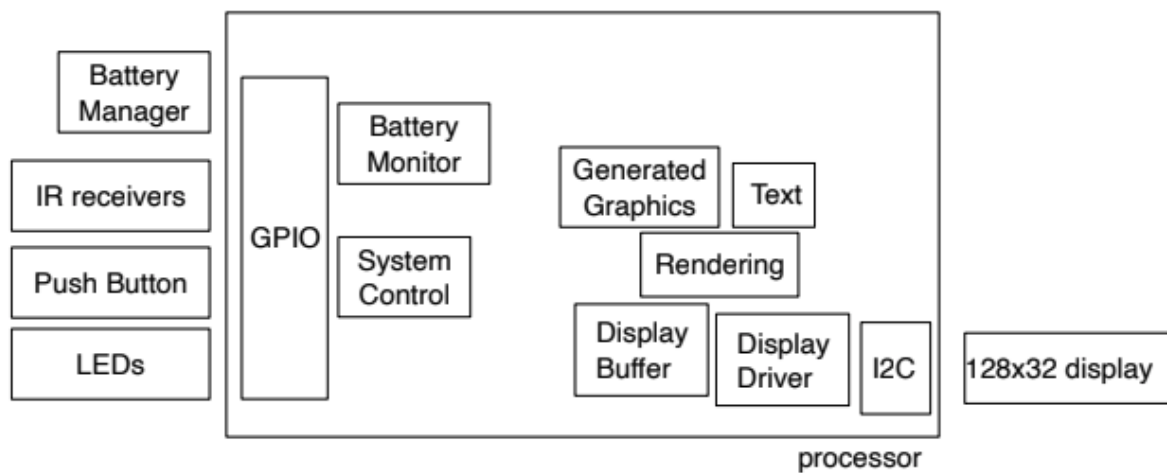 Battery
Manager
IR receivers
Push Button
LEDs
GPIO
Battery
Monitor
System
Control
Generated
Graphics
Text
Rendering
Display
Buffer
Display
Driver
I2C
128x32 display
processor